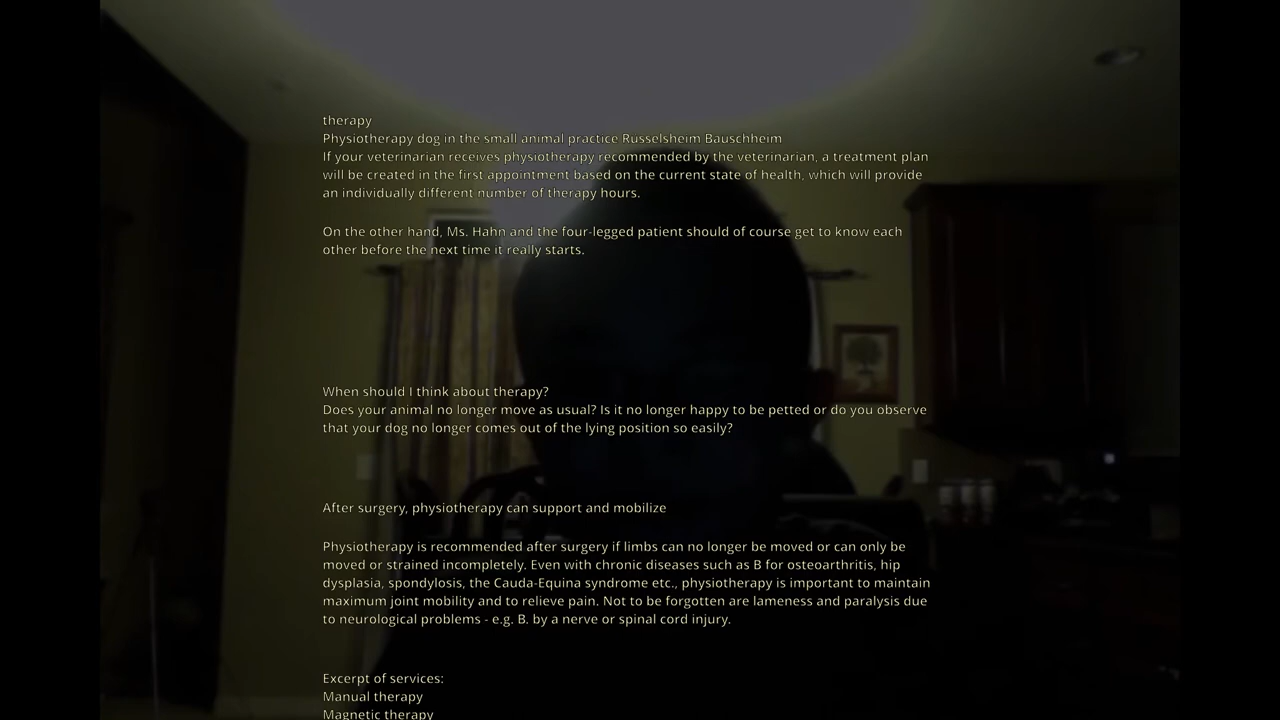 therapy
Physiotherapy dog in the small animal practice Russelsheim Bauschheim
If your veterinarian receives physiotherapy recommended by the veterinarian, a treatment plan
will be created in the first appointment based on the current state of health, which will provide
an individually different number of therapy hours.
On the other hand, Ms. Hahn and the four-legged patient should of course get to know each
other before the next time it really starts.
When should I think about therapy?
Does your animal no longer move as usual? Is it no longer happy to be petted or do you observe
that your dog no longer comes out of the lying position so easily?
After surgery, physiotherapy can support and mobilize
Physiotherapy is recommended after surgery if limbs can no longer be moved or can only be
moved or strained incompletely. Even with chronic diseases such as B for osteoarthritis, hip
dysplasia, spondylosis, the Cauda-Equina syndrome etc., physiotherapy is important to maintain
maximum joint mobility and to relieve pain. Not to be forgotten are lameness and paralysis due
to neurological problems - e.g. B. by a nerve or spinal cord injury.
Excerpt of services:
Manual therapy
Magnetic therapy